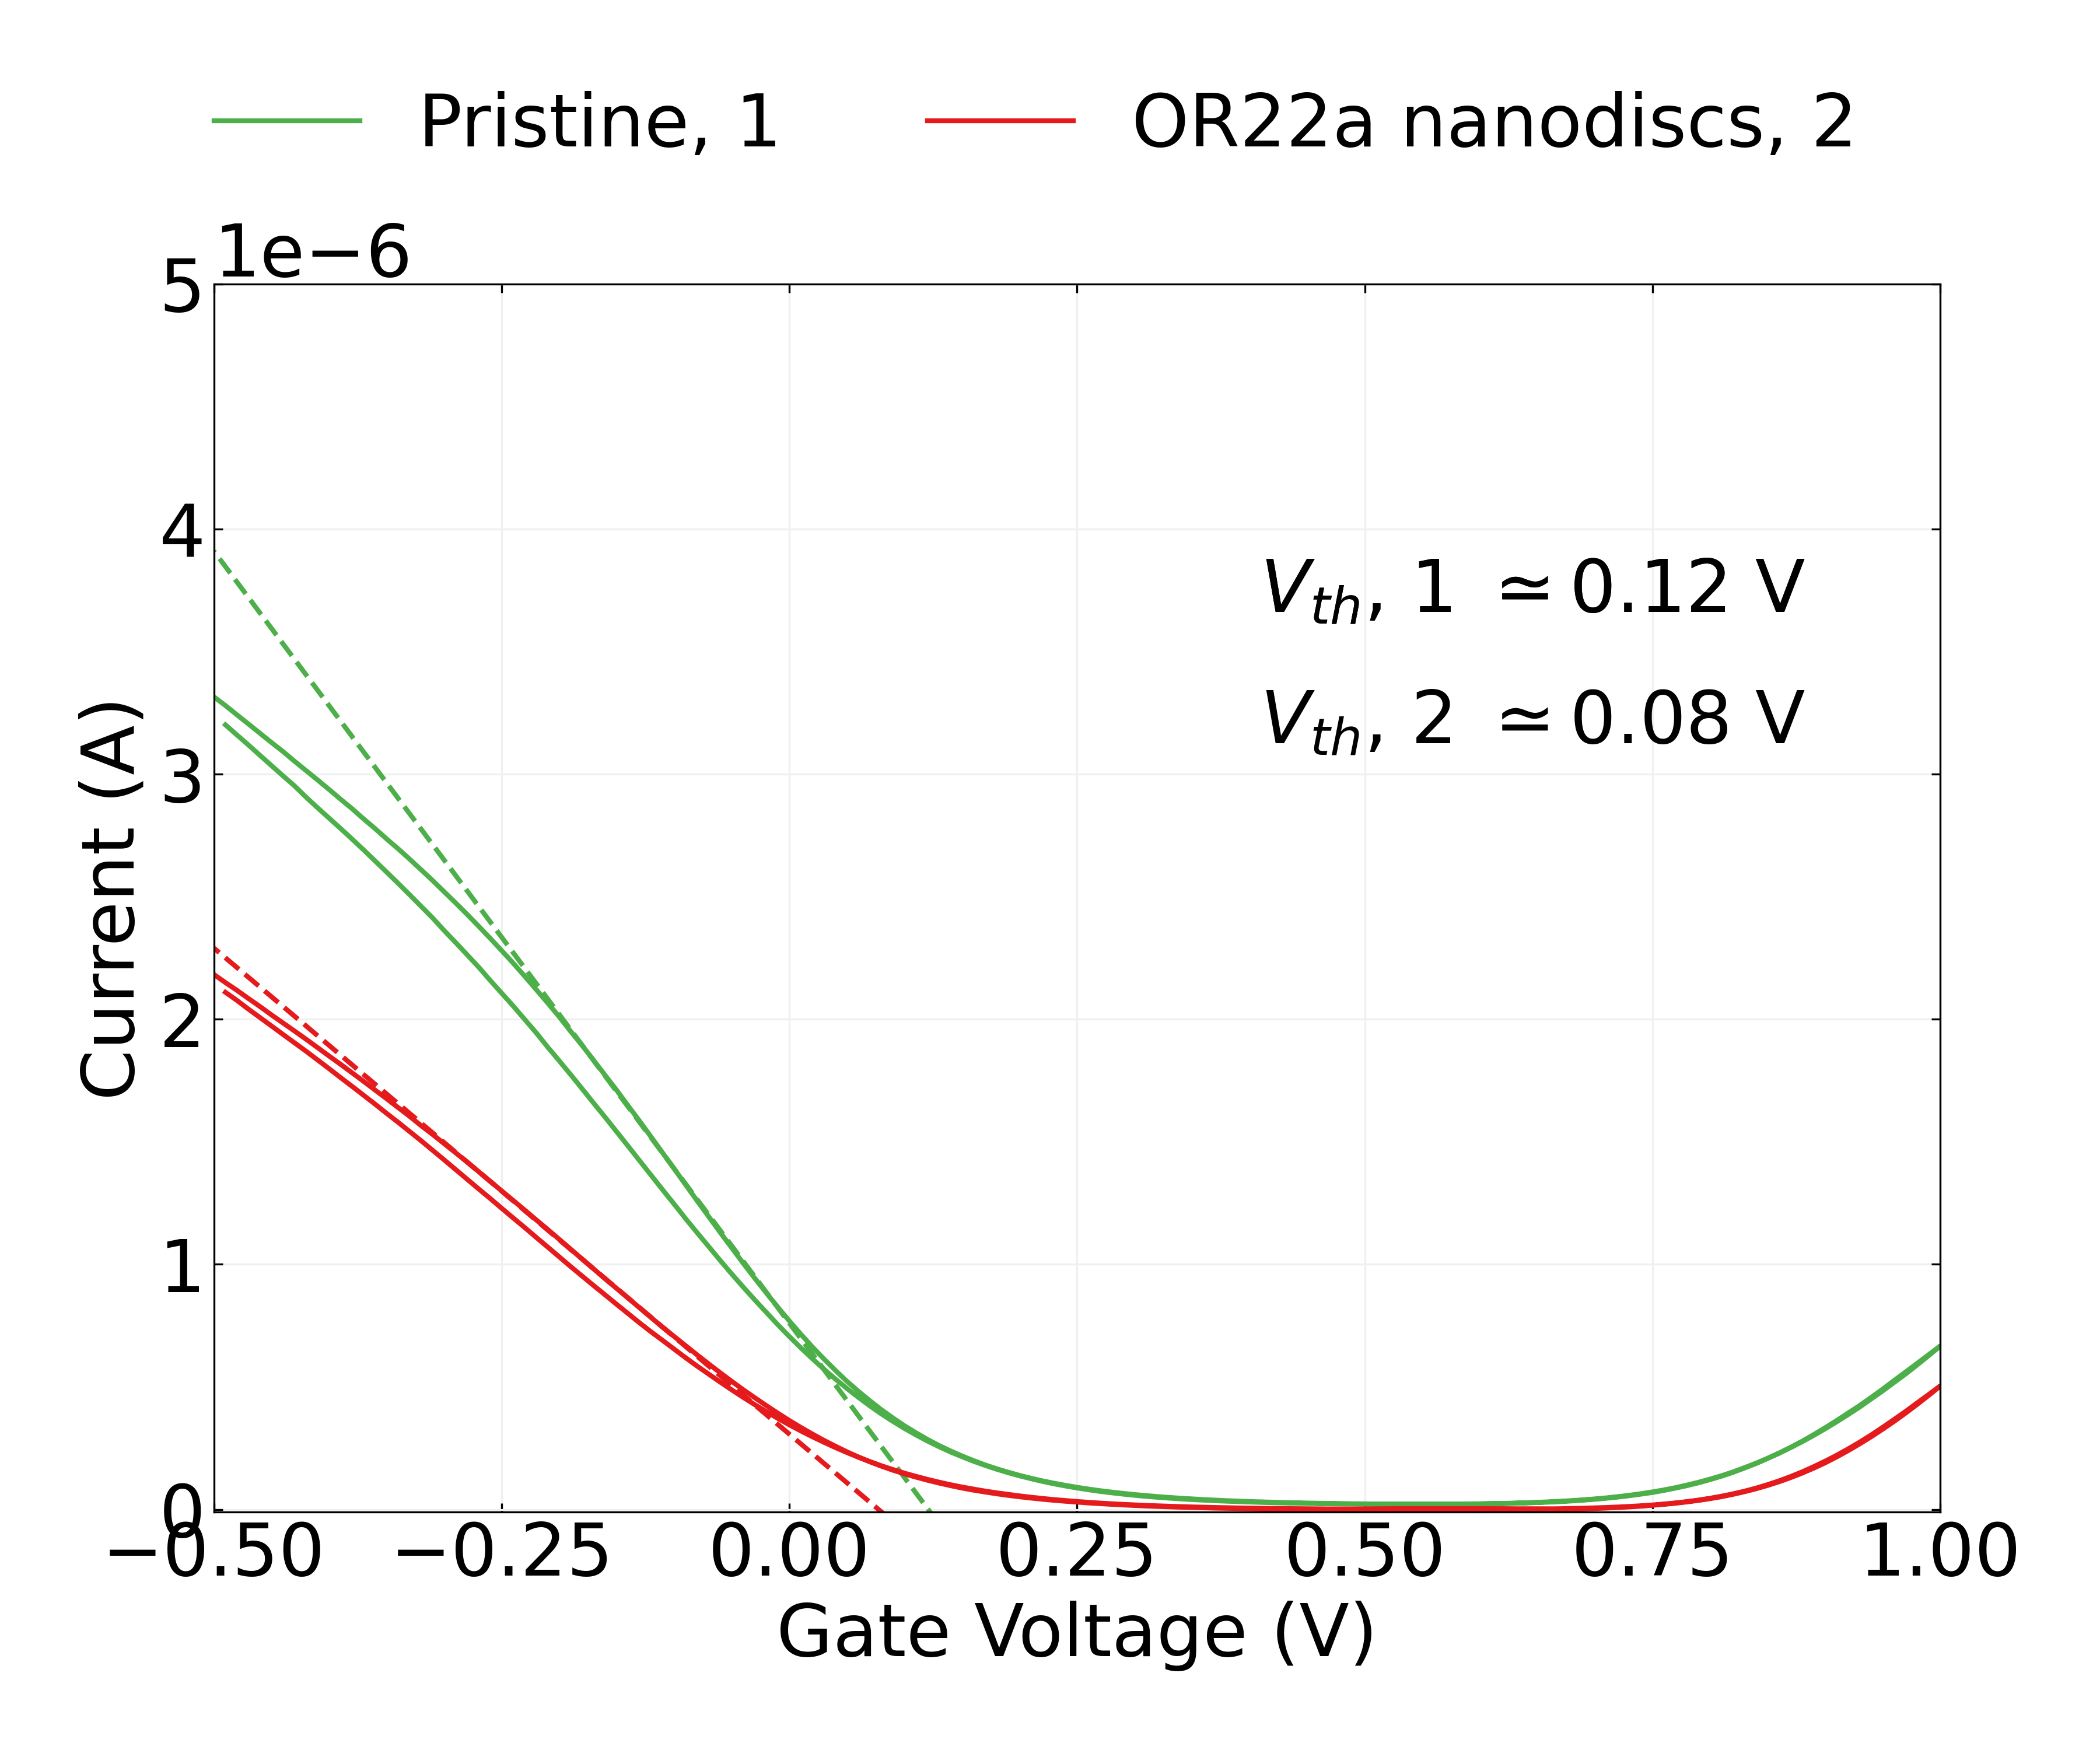 Pristine, 1
OR22a nanodiscs, 2
1e−6
5
4
3
2
1
0
Current (A)
V_th, 1 ≃0.12 V
V_th, 2 ≃0.08 V
−0.50 −0.25 0.00 0.25 0.50 0.75 1.00
Gate Voltage (V)